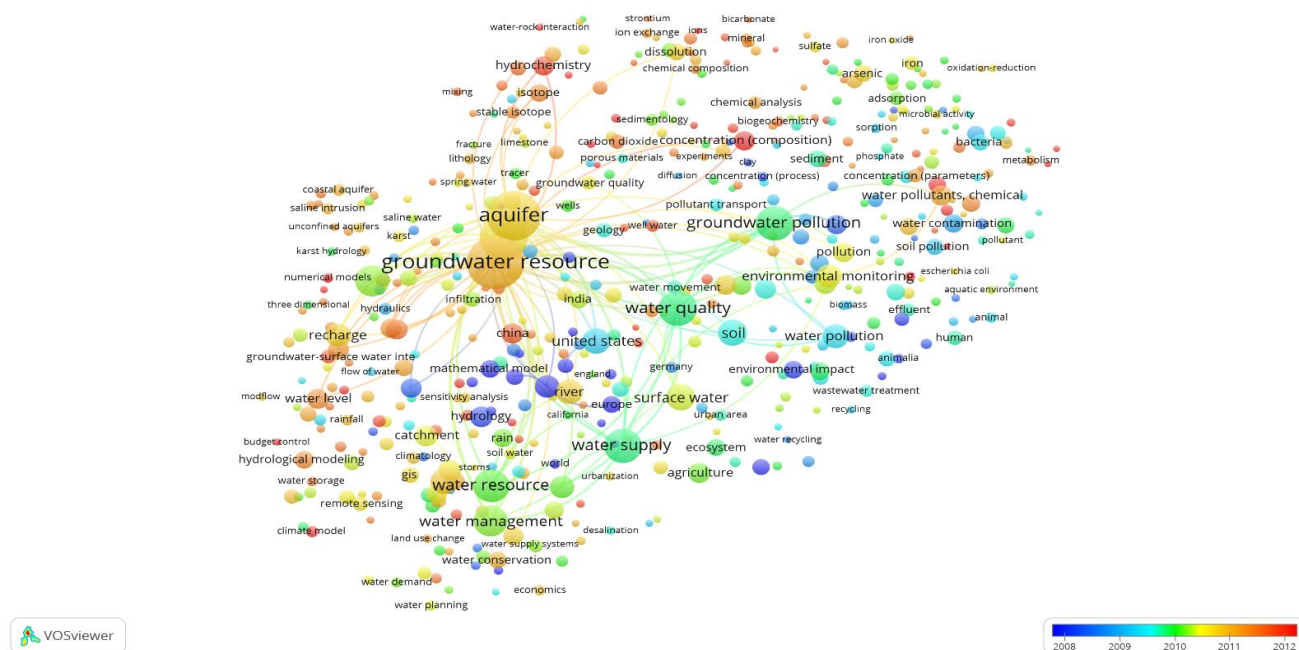 strontium
bicarbonate
water-rock-interaction
ion exchange
ions
mineral
iron oxide
sulfate
dissolution
hydrochemistry
chemical composition
iron
oxidation-reduction
arsenic
mixing
isotope
adsorption
chemical analysis
stable isotope
microbial activity
sedimentology
biogeochemistry
sorption
fracture
limestone
carbon dioxide
concentration (composition)
bacteria
lithology
porous materials
experiments
clay
sediment
phosphate
metabolism
tracer
diffusion
concentration (process)
concentration (parameters)
spring water
groundwater quality
coastal aquifer
water pollutants, chemical
saline intrusion
wells
pollutant transport
saline water
aquifer
groundwater pollution
water contamination
unconfined aquifers
geology
well water
karst
soil pollution
pollutant
karst hydrology
pollution
groundwater resource
numerical models
environmental monitoring
escherichia coli
water movement
aquatic environment
three dimensional
infiltration
india
hydraulics
water quality
biomass
effluent
animal
recharge
china
united states
soil
water pollution
human
groundwater-surface water inte
flow of water
mathematical model
germany
environmental impact
animalia
england
modflow
water level
sensitivity analysis
river
surface water
wastewater treatment
europe
rainfall
hydrology
california
urban area
recycling
catchment
rain
budget control
water supply
ecosystem
water recycling
hydrological modeling
climatology
soil water
storms
world
gis
urbanization
agriculture
water storage
water resource
remote sensing
water management
climate model
desalination
land use change
water supply systems
water conservation
water demand
economics
water planning
VOSviewer
2008
2009
2010
2011
2012